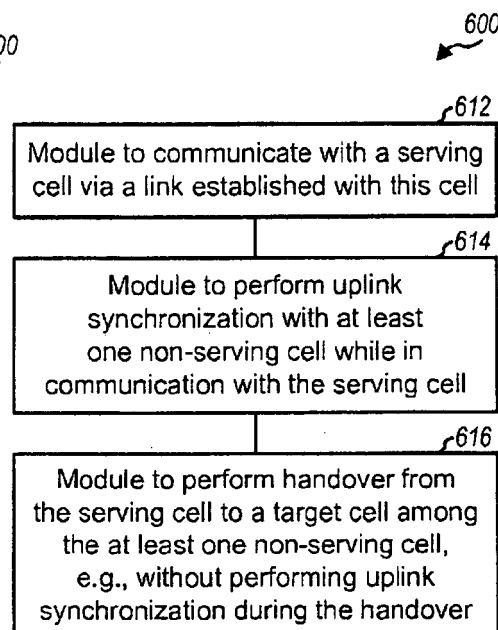 00
600
612
Module to communicate with a serving
cell via a link established with this cell
614
Module to perform uplink
synchronization with at least
one non-serving cell while in
communication with the serving cell
616
Module to perform handover from
the serving cell to a target cell among
the at least one non-serving cell,
e.g., without performing uplink
synchronization during the handover